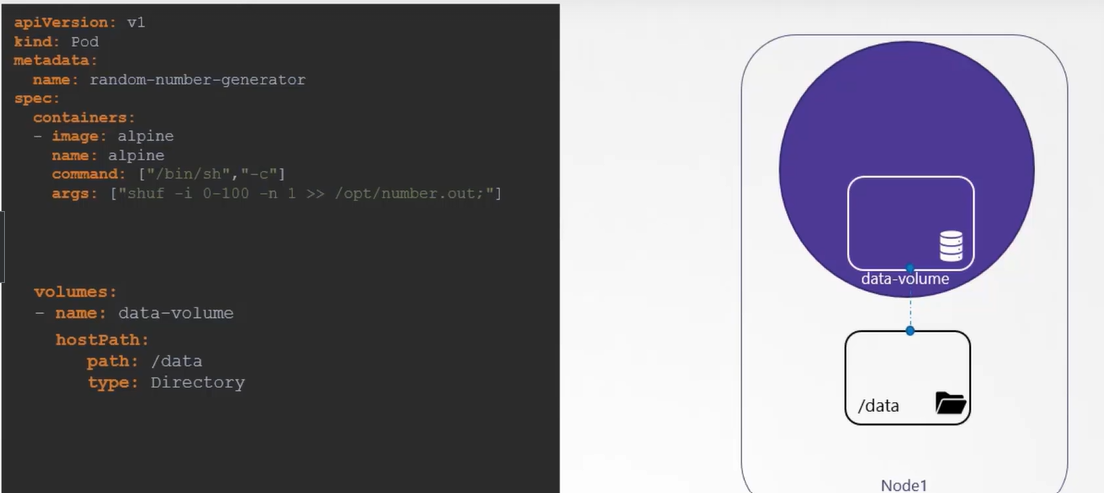 apiVersion: v1
kind: Pod
metadata:
  name: random-number-generator
spec:
  containers:
  - image: alpine
    name: alpine
    command: ["/bin/sh","-c"]
    args: ["shuf -i 0-100 -n 1 >> /opt/number.out;"]
  volumes:
  - name: data-volume
    hostPath:
       path: /data
       type: Directory
data-volume
/data
Node1